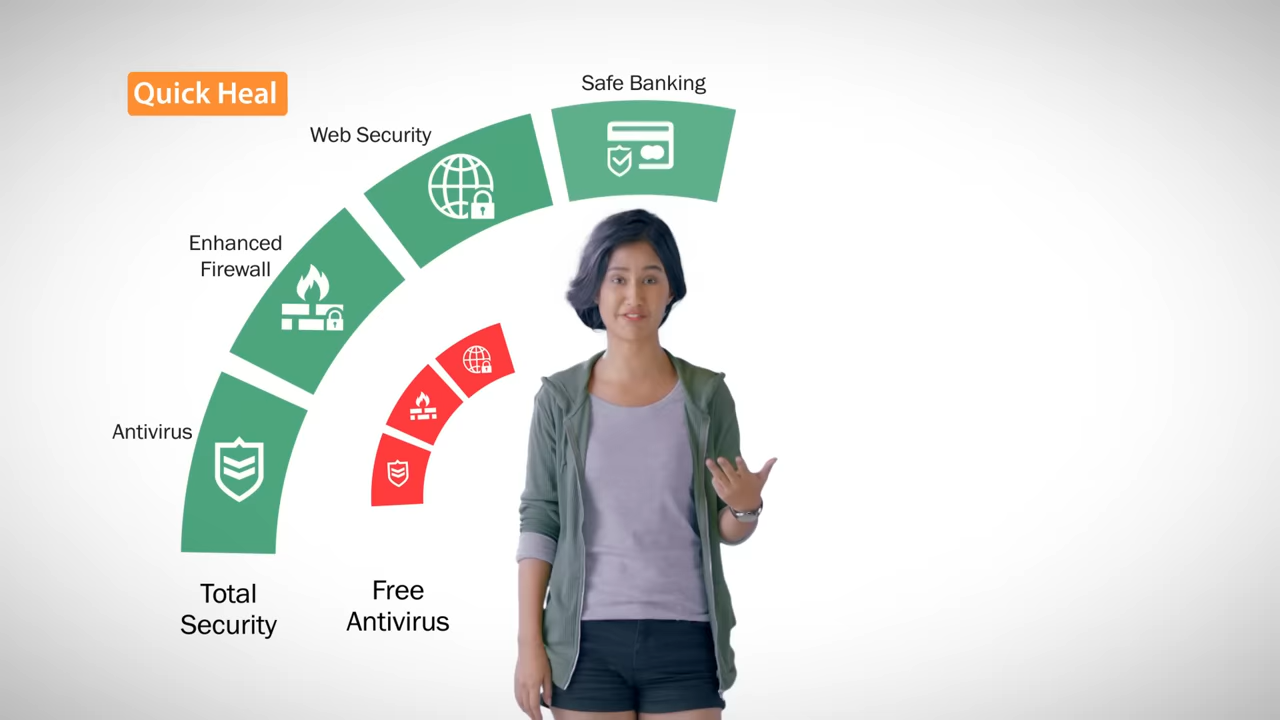 Quick Heal
Safe Banking
Web Security
Enhanced
Firewall
Antivirus
Total
Security
Free
Antivirus